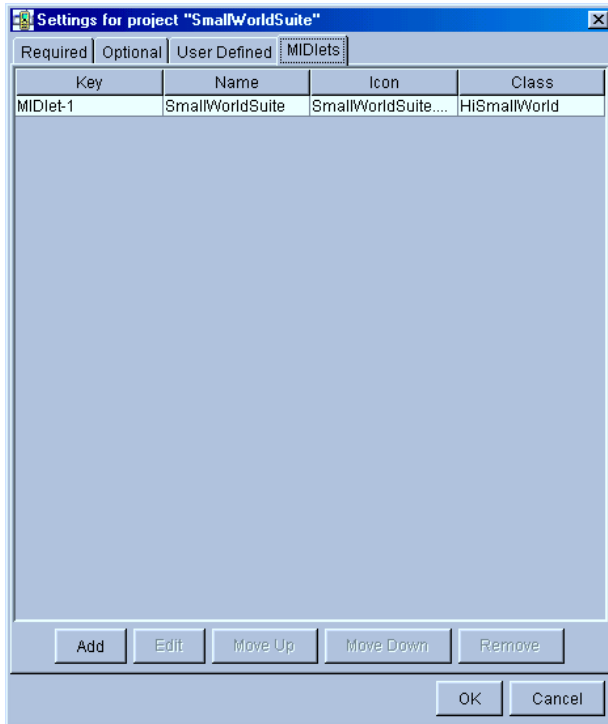 Settings for project "SmallWorldSuite"
Required Optional User Defined MIDlets
Key Name Icon Class
MIDlet-1 SmallWorldSuite SmallWorldSuite.... HiSmallWorld
Add Edit Move Up Move Down Remove
OK Cancel